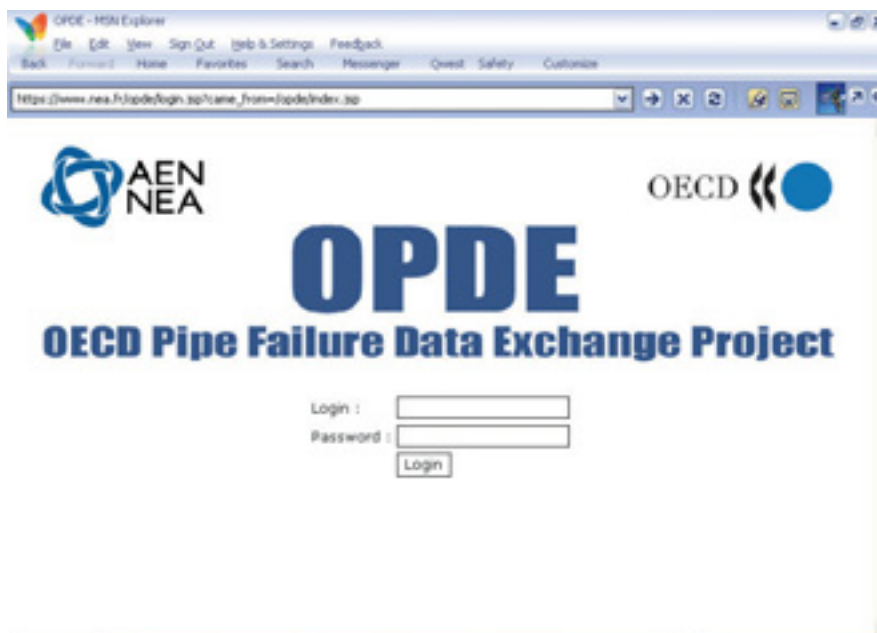 OPDE - MSN Explorer
File Edit View Sign Out Help & Settings Feedback
Back Forward Home Favorites Search Messenger Qwest Safety Customize
https://www.nea.fr/opde/login.jsp?came_from=/opde/index.jsp
AEN
NEA
OECD
OPDE
OECD Pipe Failure Data Exchange Project
Login :
Password :
Login